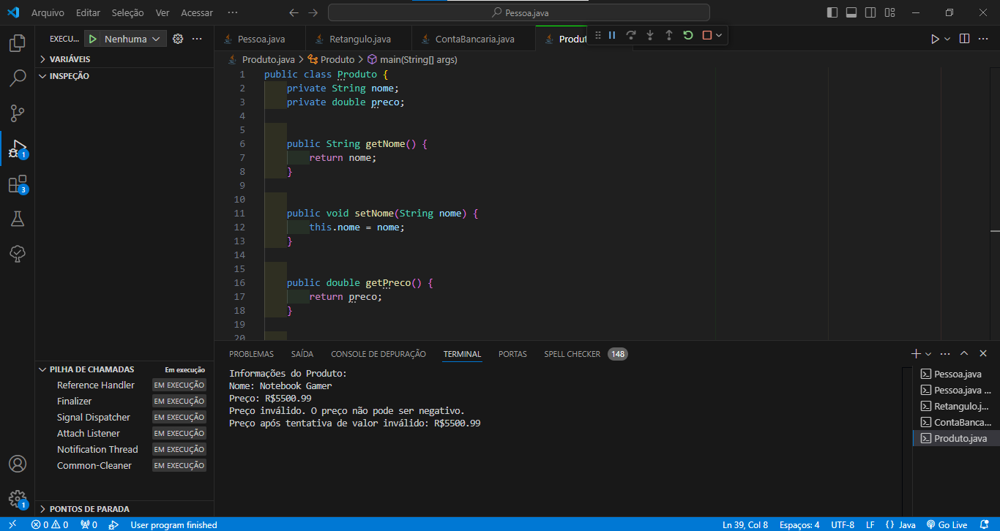 Arquivo Editar Seleção Ver Acessar ··· Pessoa.java
EXECU... Nenhuma ···
VARIÁVEIS
INSPEÇÃO
PILHA DE CHAMADAS Em execução
Reference Handler EM EXECUÇÃO
Finalizer EM EXECUÇÃO
Signal Dispatcher EM EXECUÇÃO
Attach Listener EM EXECUÇÃO
Notification Thread EM EXECUÇÃO
Common-Cleaner EM EXECUÇÃO
PONTOS DE PARADA
1
3
1
Pessoa.java Retangulo.java ContaBancaria.java Produt
Produto.java > Produto > main(String[] args)
1 public class Produto {
2 private String nome;
3 private double preco;
4
5
6 public String getNome() {
7 return nome;
8 }
9
10
11 public void setNome(String nome) {
12 this.nome = nome;
13 }
14
15
16 public double getPreco() {
17 return preco;
18 }
19
20
PROBLEMAS SAÍDA CONSOLE DE DEPURAÇÃO TERMINAL PORTAS SPELL CHECKER 148
Informações do Produto:
Nome: Notebook Gamer
Preço: R$5500.99
Preço inválido. O preço não pode ser negativo.
Preço após tentativa de valor inválido: R$5500.99
Pessoa.java
Pessoa.java ...
Retangulo.j...
ContaBanca...
Produto.java
0 0 0 User program finished Ln 39, Col 8 Espaços: 4 UTF-8 LF {} Java Go Live